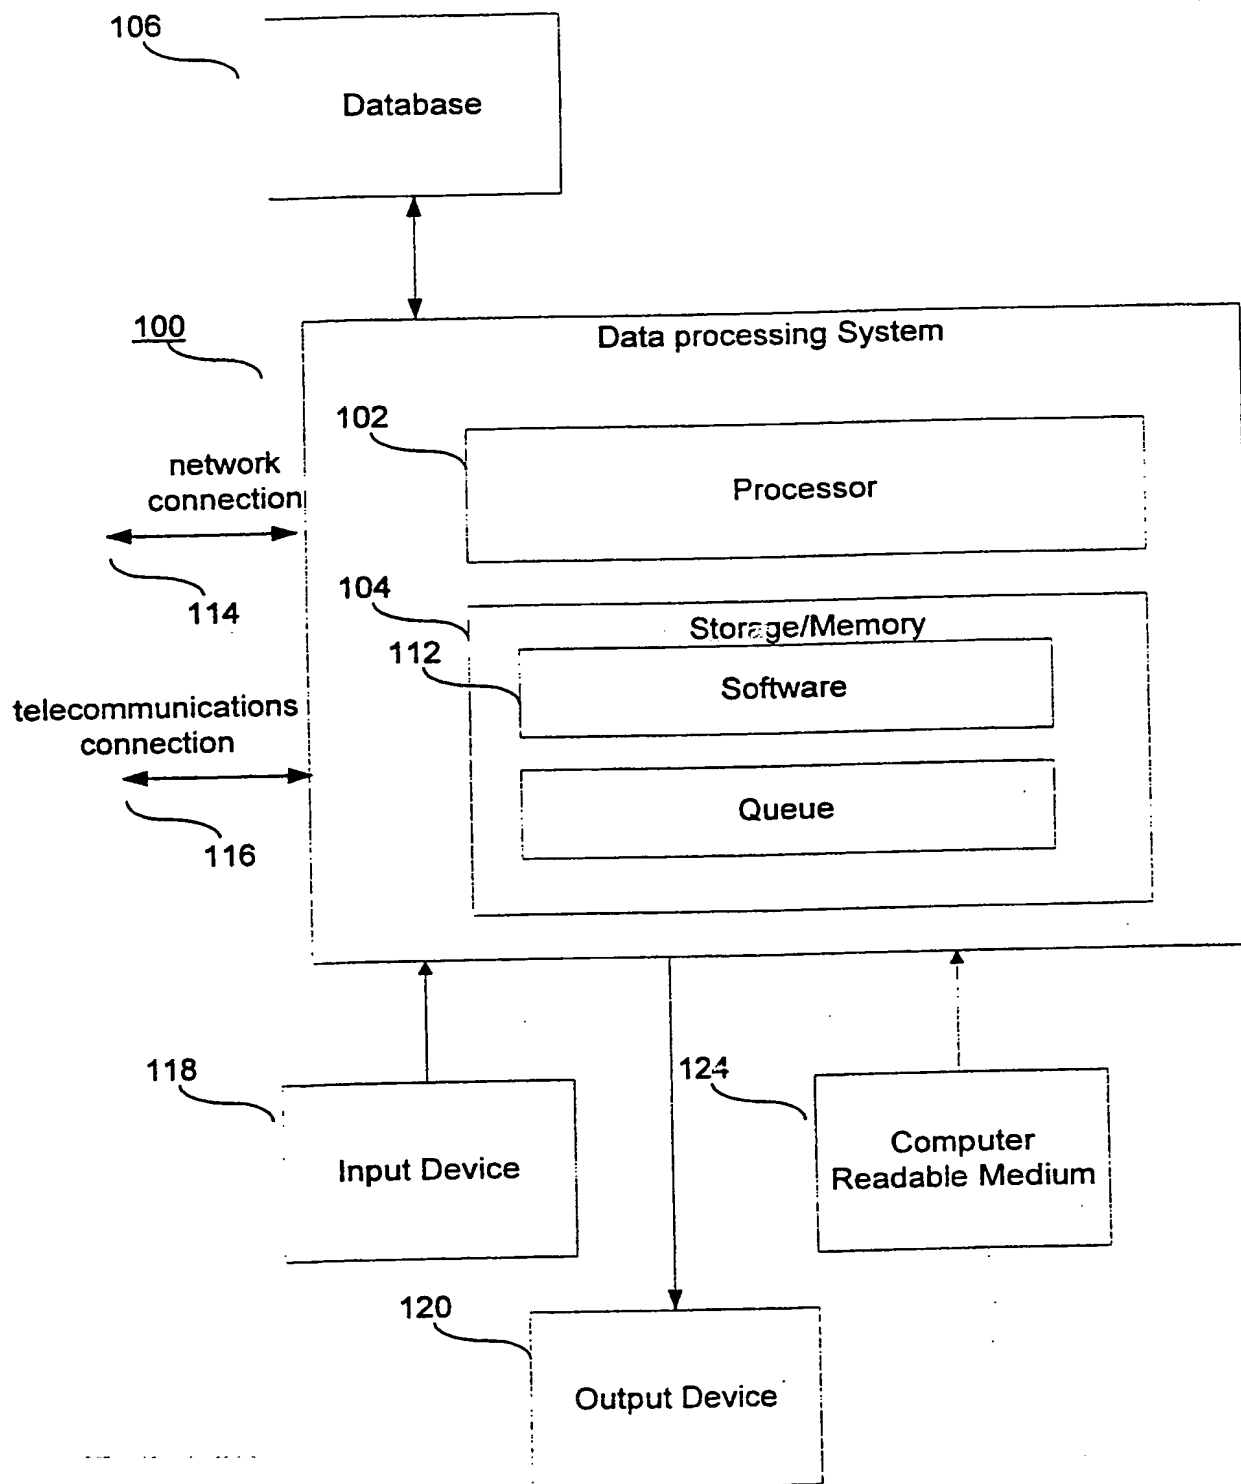 106
Database
100
Data processing System
102
Processor
network
connection
114
104
Storage/Memory
112
Software
telecommunications
connection
116
Queue
118
Input Device
124
Computer
Readable Medium
120
Output Device